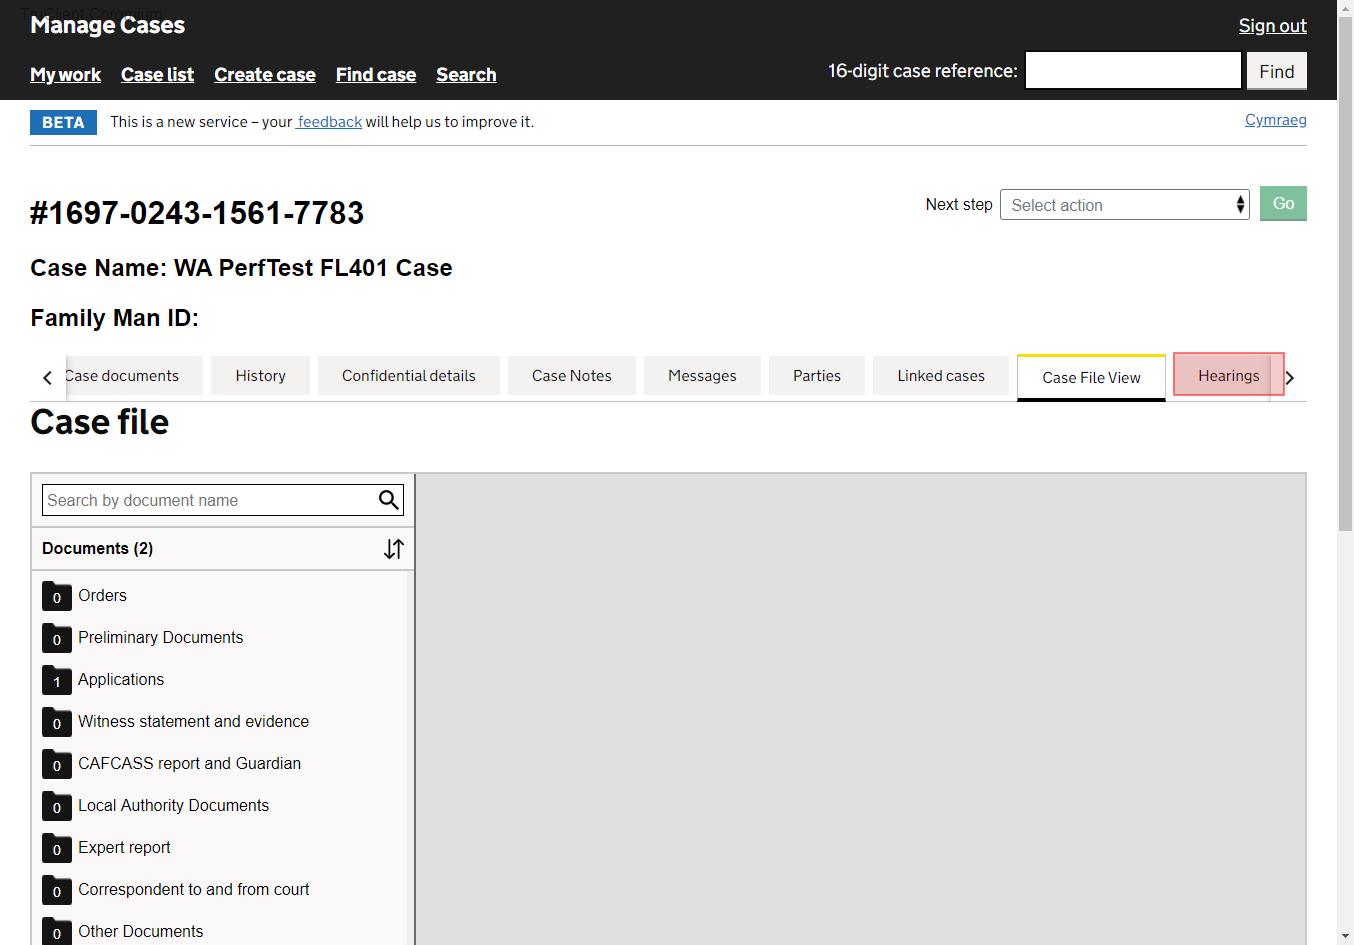 TruClient Chromium
Manage Cases
Sign out
My work Case list Create case Find case Search
16-digit case reference: Find
BETA This is a new service – your feedback will help us to improve it.
Cymraeg
#1697-0243-1561-7783
Next step Select action Go
Case Name: WA PerfTest FL401 Case
Family Man ID:
Case documents History Confidential details Case Notes Messages Parties Linked cases Case File View Hearings
Case file
Search by document name
Documents (2)
0 Orders
0 Preliminary Documents
1 Applications
0 Witness statement and evidence
0 CAFCASS report and Guardian
0 Local Authority Documents
0 Expert report
0 Correspondent to and from court
0 Other Documents